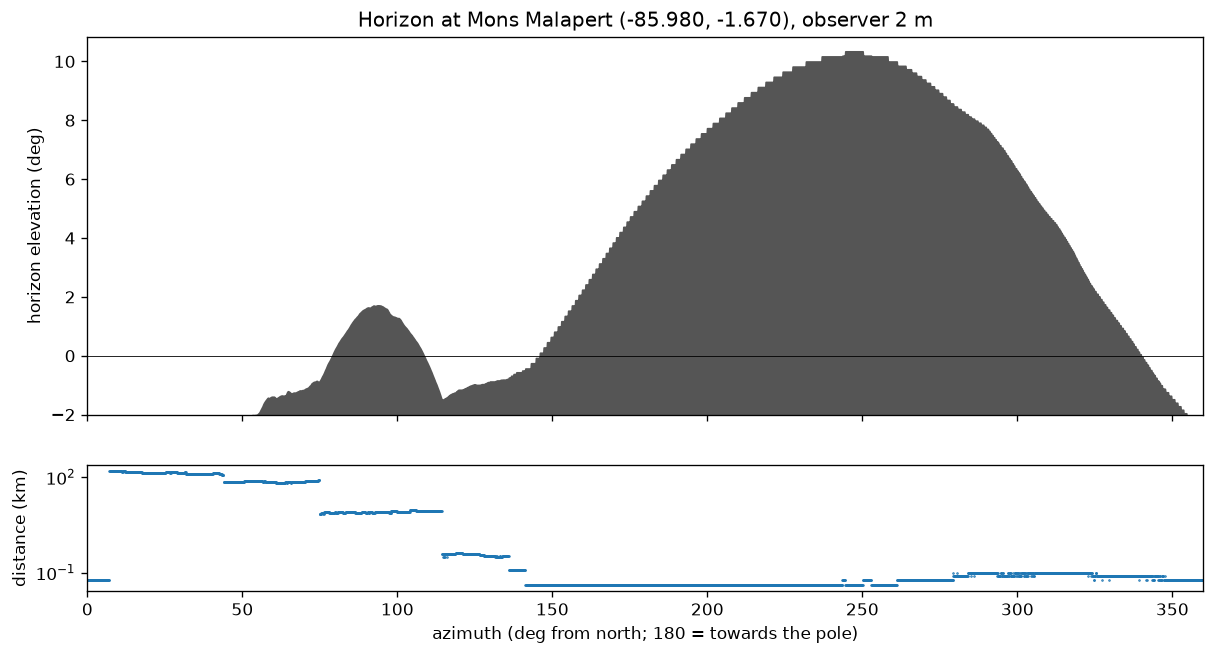 Horizon at Mons Malapert (-85.980, -1.670), observer 2 m
horizon elevation (deg)
10
8
6
4
2
0
−2
distance (km)
10²
10⁻¹
0 50 100 150 200 250 300 350
azimuth (deg from north; 180 = towards the pole)